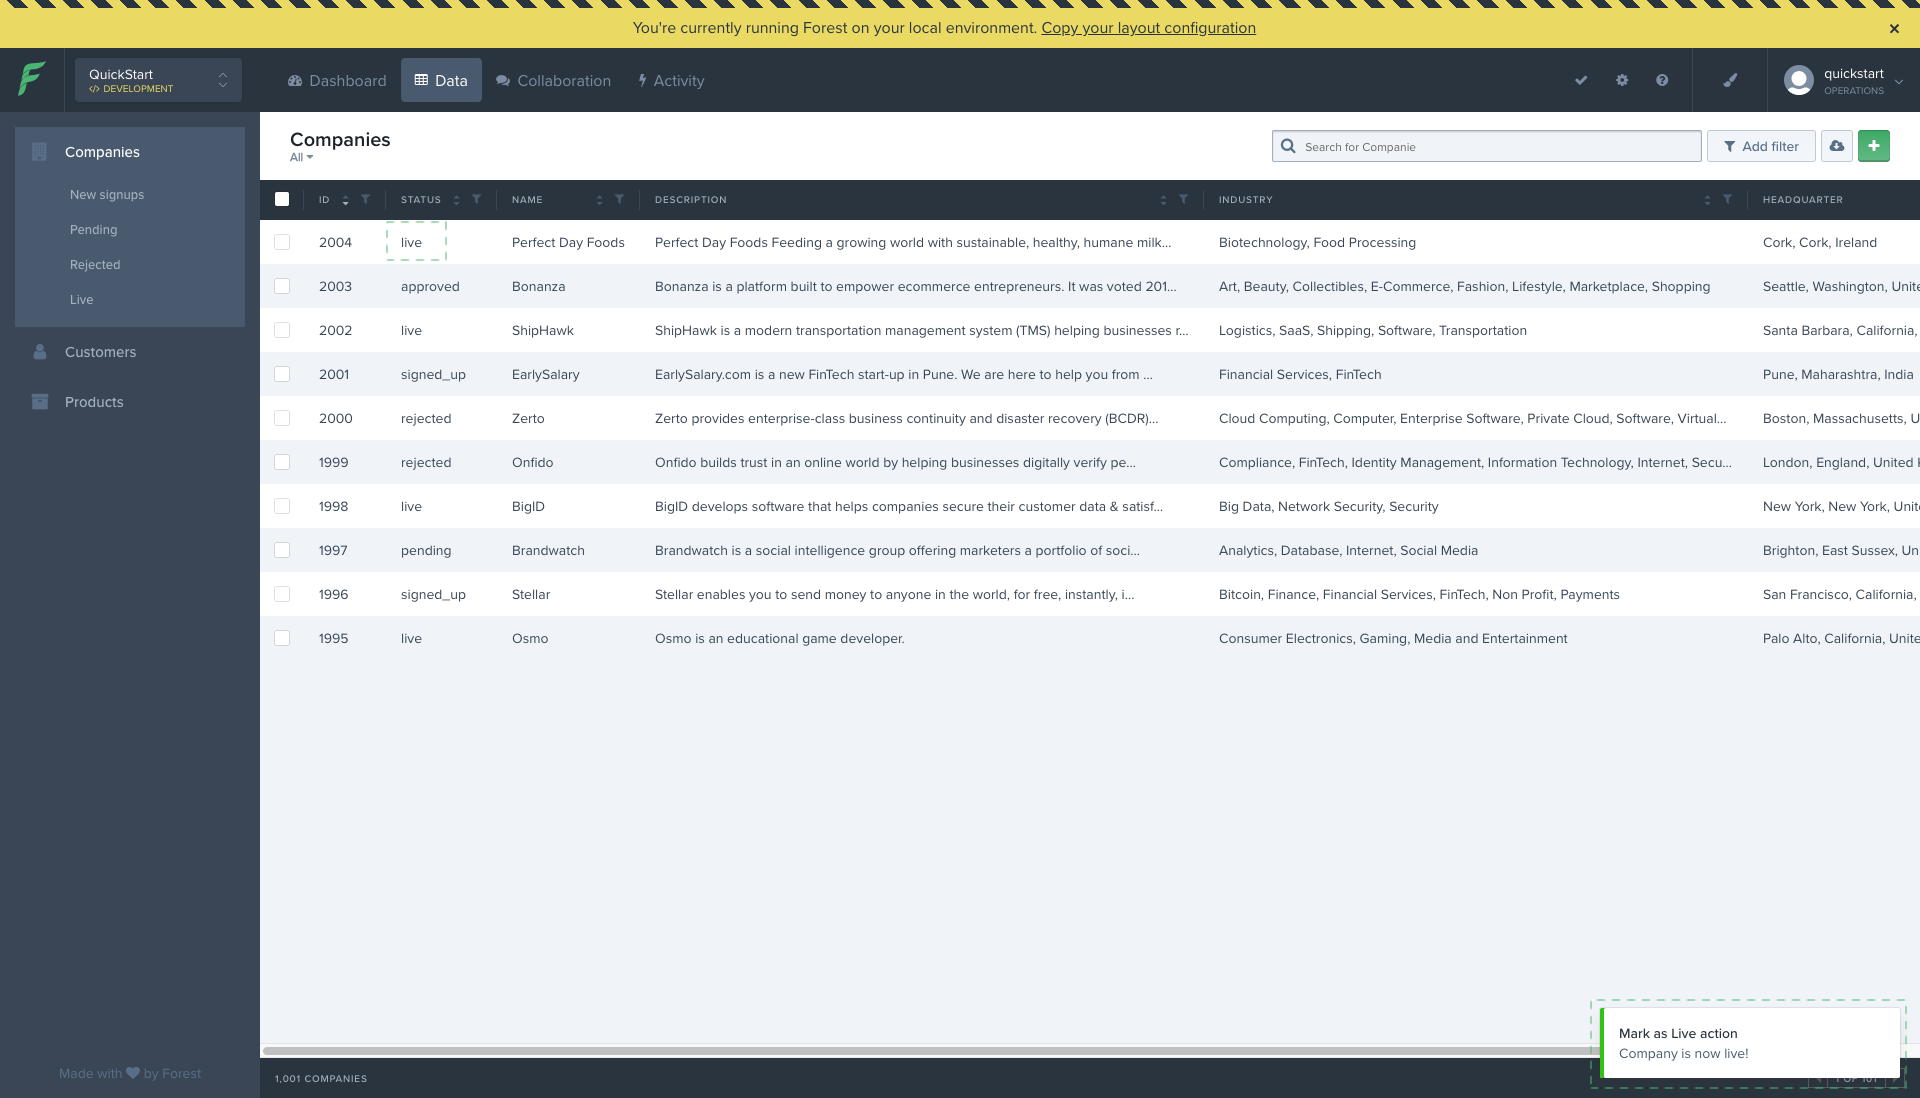 You're currently running Forest on your local environment. Copy your layout configuration ×
QuickStart
</> DEVELOPMENT
Dashboard Data Collaboration Activity
quickstart
OPERATIONS
Companies
New signups
Pending
Rejected
Live
Customers
Products
Made with by Forest
Companies
All
Search for Companie
Add filter
ID STATUS NAME DESCRIPTION INDUSTRY HEADQUARTER
2004 live Perfect Day Foods Perfect Day Foods Feeding a growing world with sustainable, healthy, humane milk... Biotechnology, Food Processing Cork, Cork, Ireland
2003 approved Bonanza Bonanza is a platform built to empower ecommerce entrepreneurs. It was voted 201... Art, Beauty, Collectibles, E-Commerce, Fashion, Lifestyle, Marketplace, Shopping Seattle, Washington, Unite
2002 live ShipHawk ShipHawk is a modern transportation management system (TMS) helping businesses r... Logistics, SaaS, Shipping, Software, Transportation Santa Barbara, California,
2001 signed_up EarlySalary EarlySalary.com is a new FinTech start-up in Pune. We are here to help you from ... Financial Services, FinTech Pune, Maharashtra, India
2000 rejected Zerto Zerto provides enterprise-class business continuity and disaster recovery (BCDR)... Cloud Computing, Computer, Enterprise Software, Private Cloud, Software, Virtual... Boston, Massachusetts, U
1999 rejected Onfido Onfido builds trust in an online world by helping businesses digitally verify pe... Compliance, FinTech, Identity Management, Information Technology, Internet, Secu... London, England, United
1998 live BigID BigID develops software that helps companies secure their customer data & satisf... Big Data, Network Security, Security New York, New York, Unit
1997 pending Brandwatch Brandwatch is a social intelligence group offering marketers a portfolio of soci... Analytics, Database, Internet, Social Media Brighton, East Sussex, Un
1996 signed_up Stellar Stellar enables you to send money to anyone in the world, for free, instantly, i... Bitcoin, Finance, Financial Services, FinTech, Non Profit, Payments San Francisco, California,
1995 live Osmo Osmo is an educational game developer. Consumer Electronics, Gaming, Media and Entertainment Palo Alto, California, Unite
Mark as Live action
Company is now live!
1,001 COMPANIES